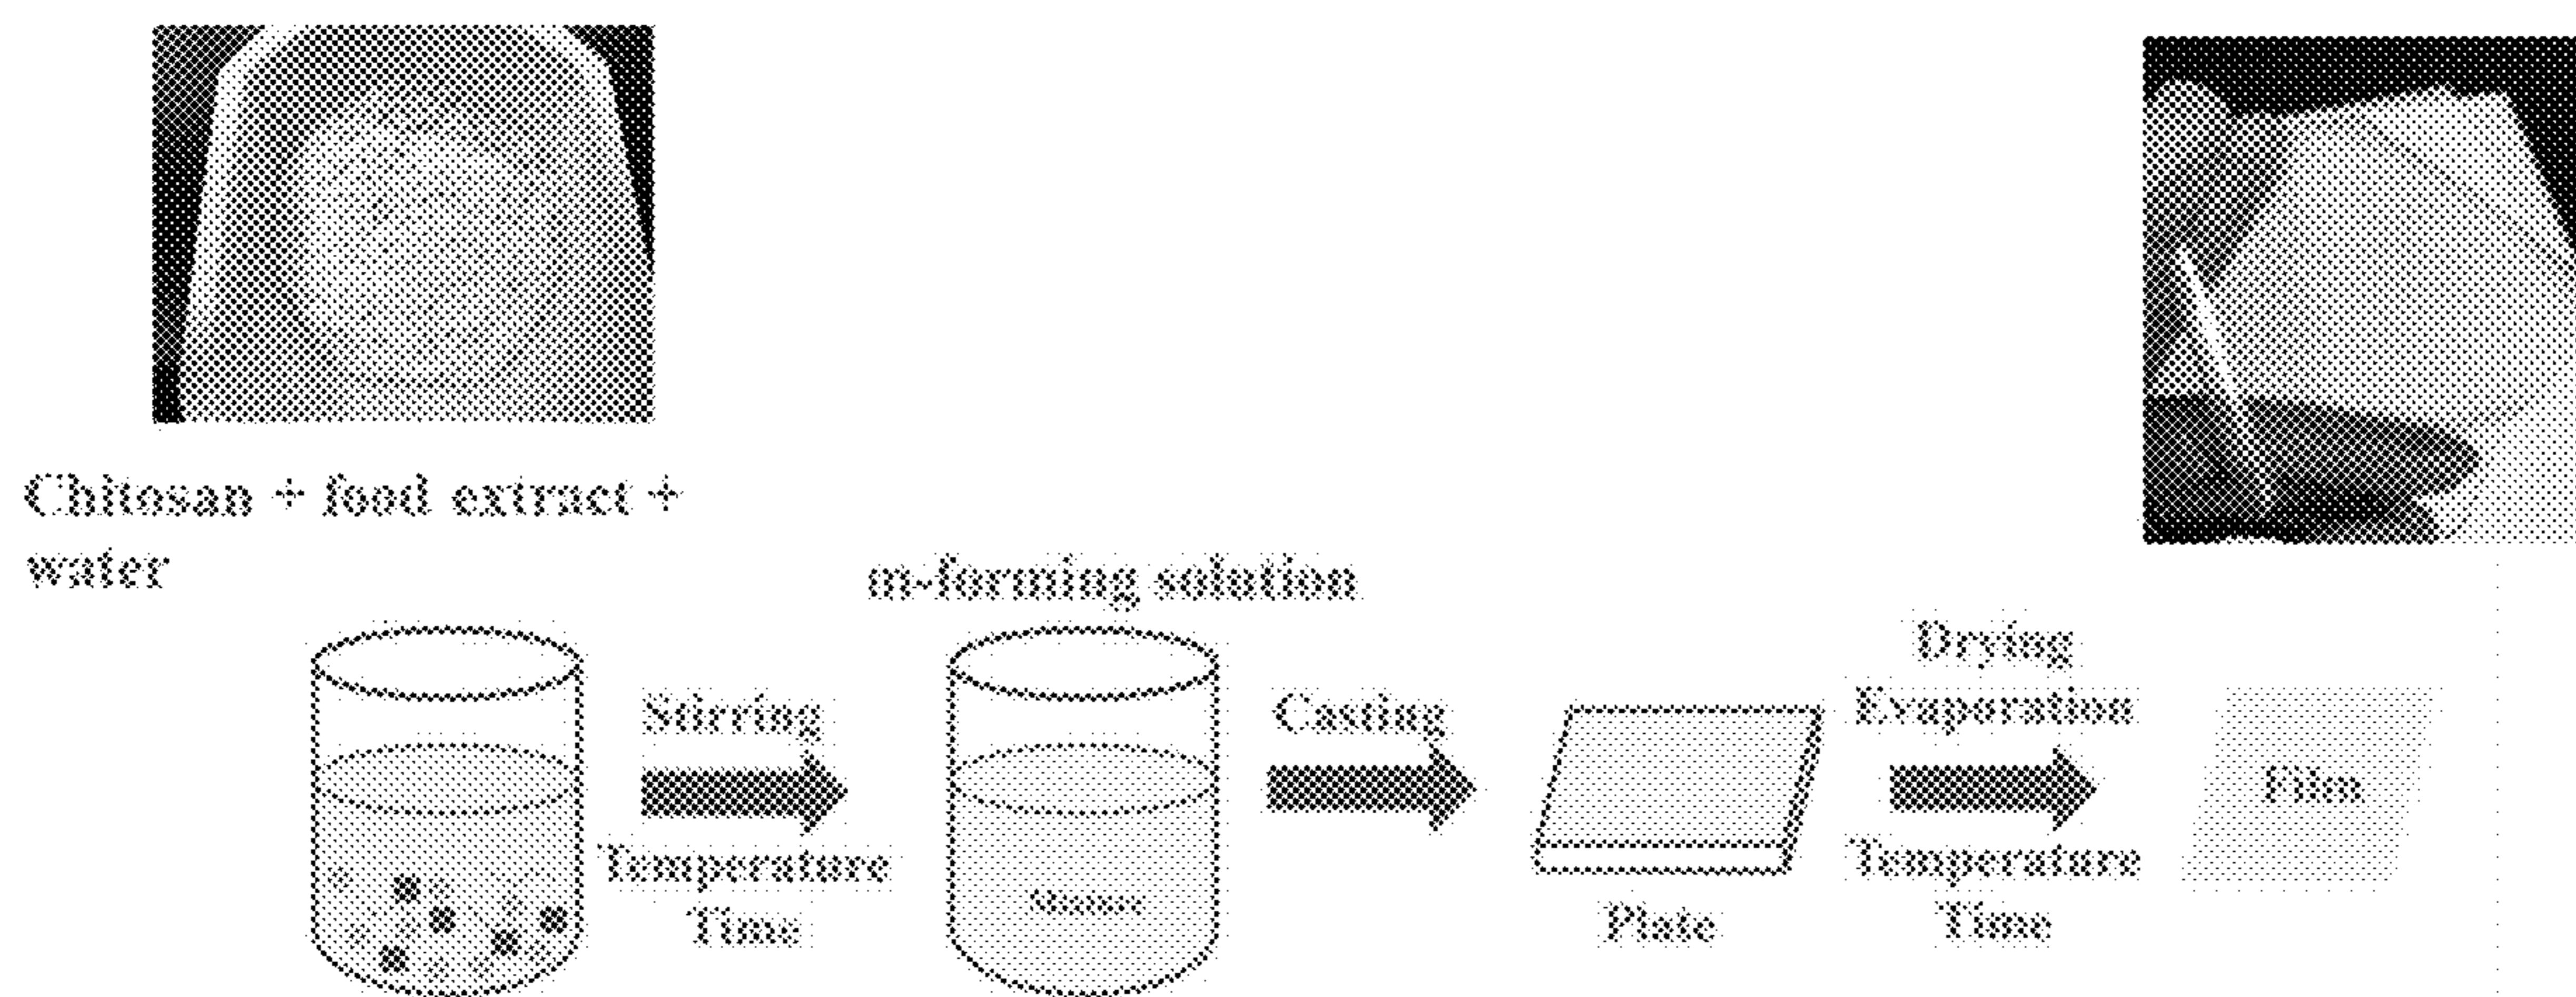 Chitosan + food extract +
water
m-forming solution
Stirring
Temperature
Time
Casting
Plate
Drying
Evaporation
Temperature
Time
Film